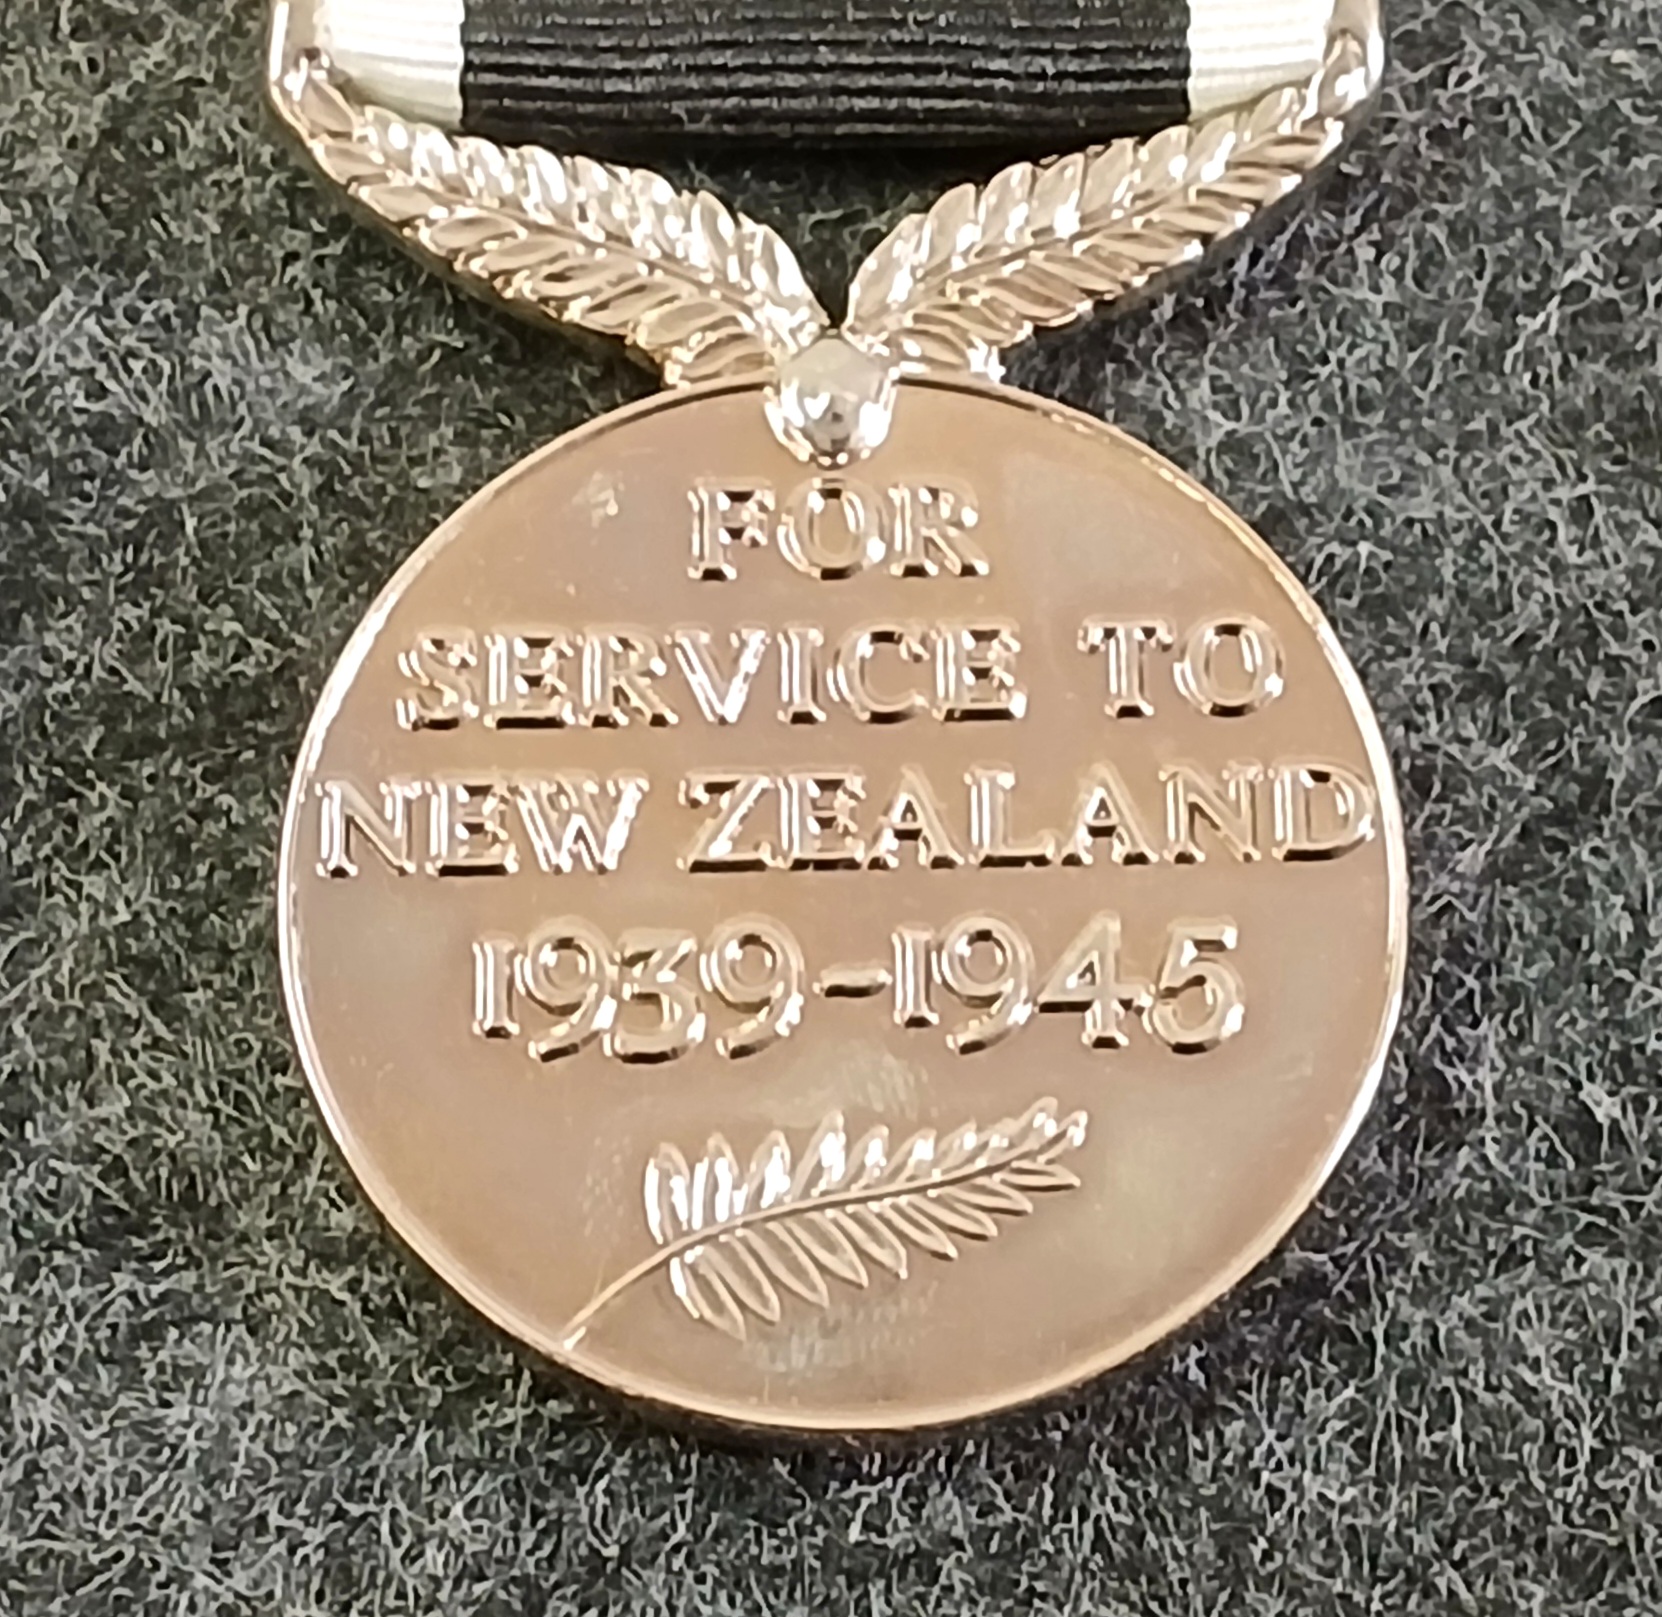 FOR
SERVICE TO
NEW ZEALAND
1939-1945